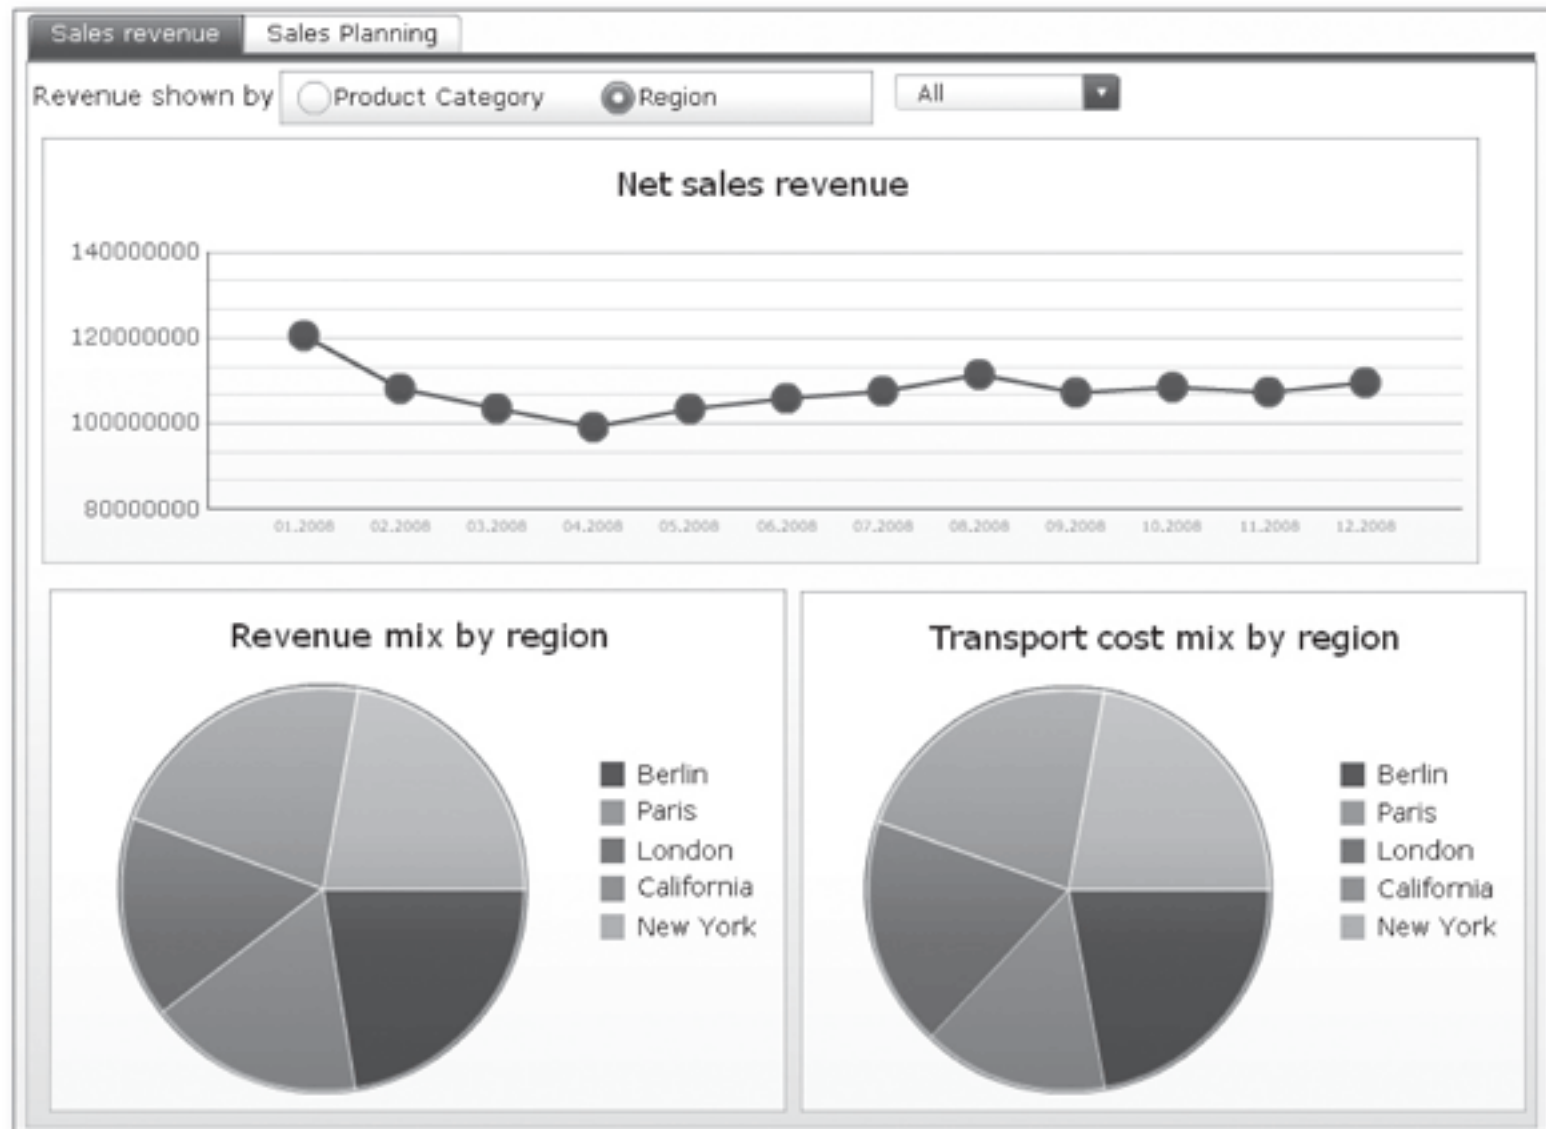 Sales revenue Sales Planning
Revenue shown by Product Category Region All
Net sales revenue
140000000
120000000
100000000
80000000
01.2008 02.2008 03.2008 04.2008 05.2008 06.2008 07.2008 08.2008 09.2008 10.2008 11.2008 12.2008
Revenue mix by region
Berlin
Paris
London
California
New York
Transport cost mix by region
Berlin
Paris
London
California
New York